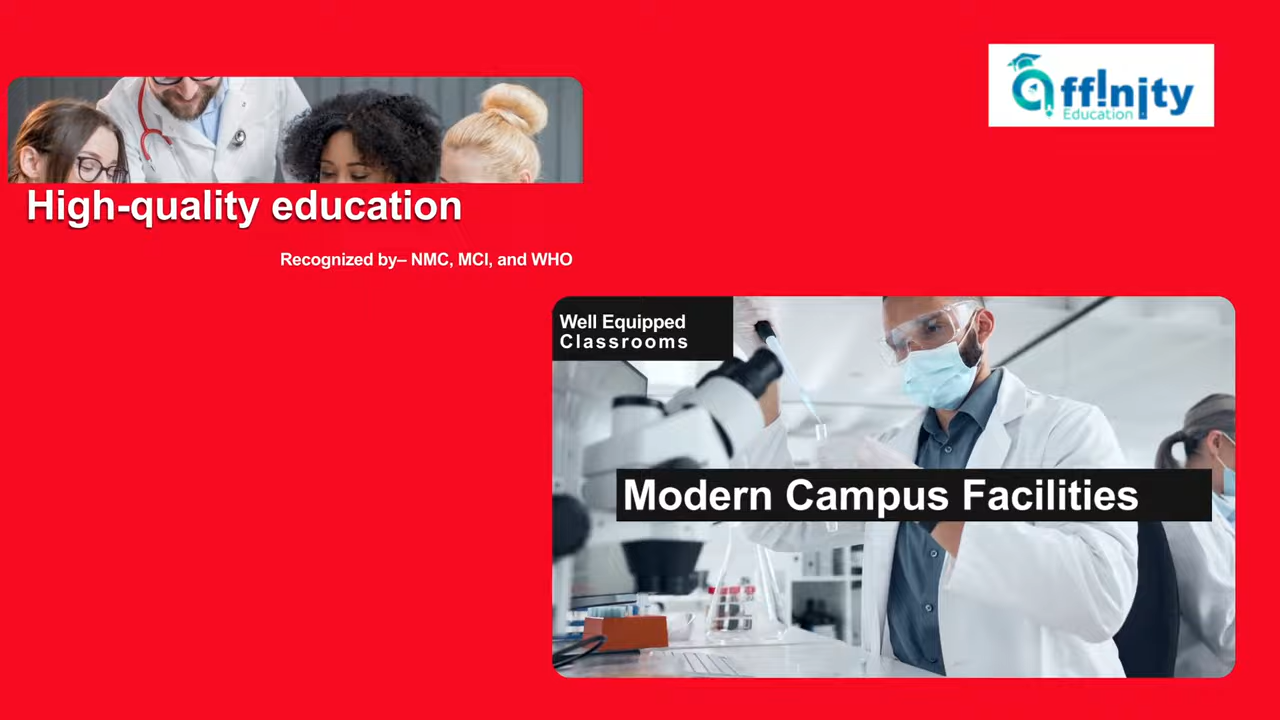 affinity
Education
High-quality education
Recognized by– NMC, MCI, and WHO
Well Equipped
Classrooms
Modern Campus Facilities